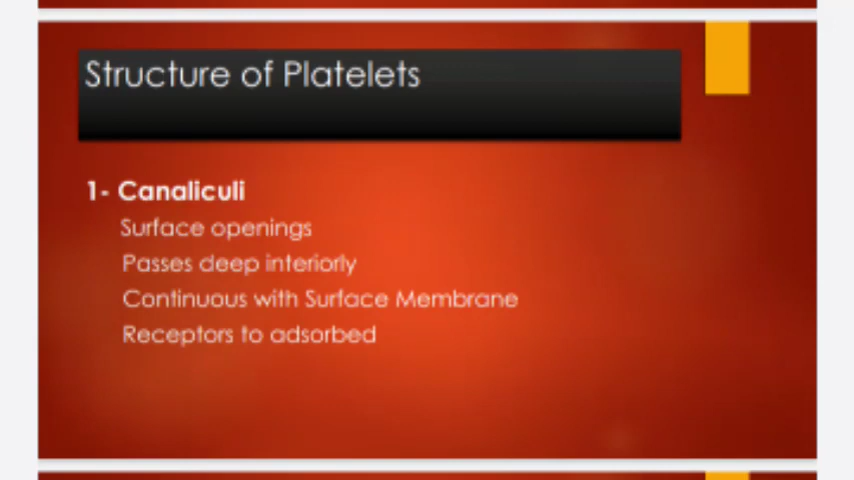 Structure of Platelets
1- Canaliculi
Surface openings
Passes deep interiorly
Continuous with Surface Membrane
Receptors to adsorbed